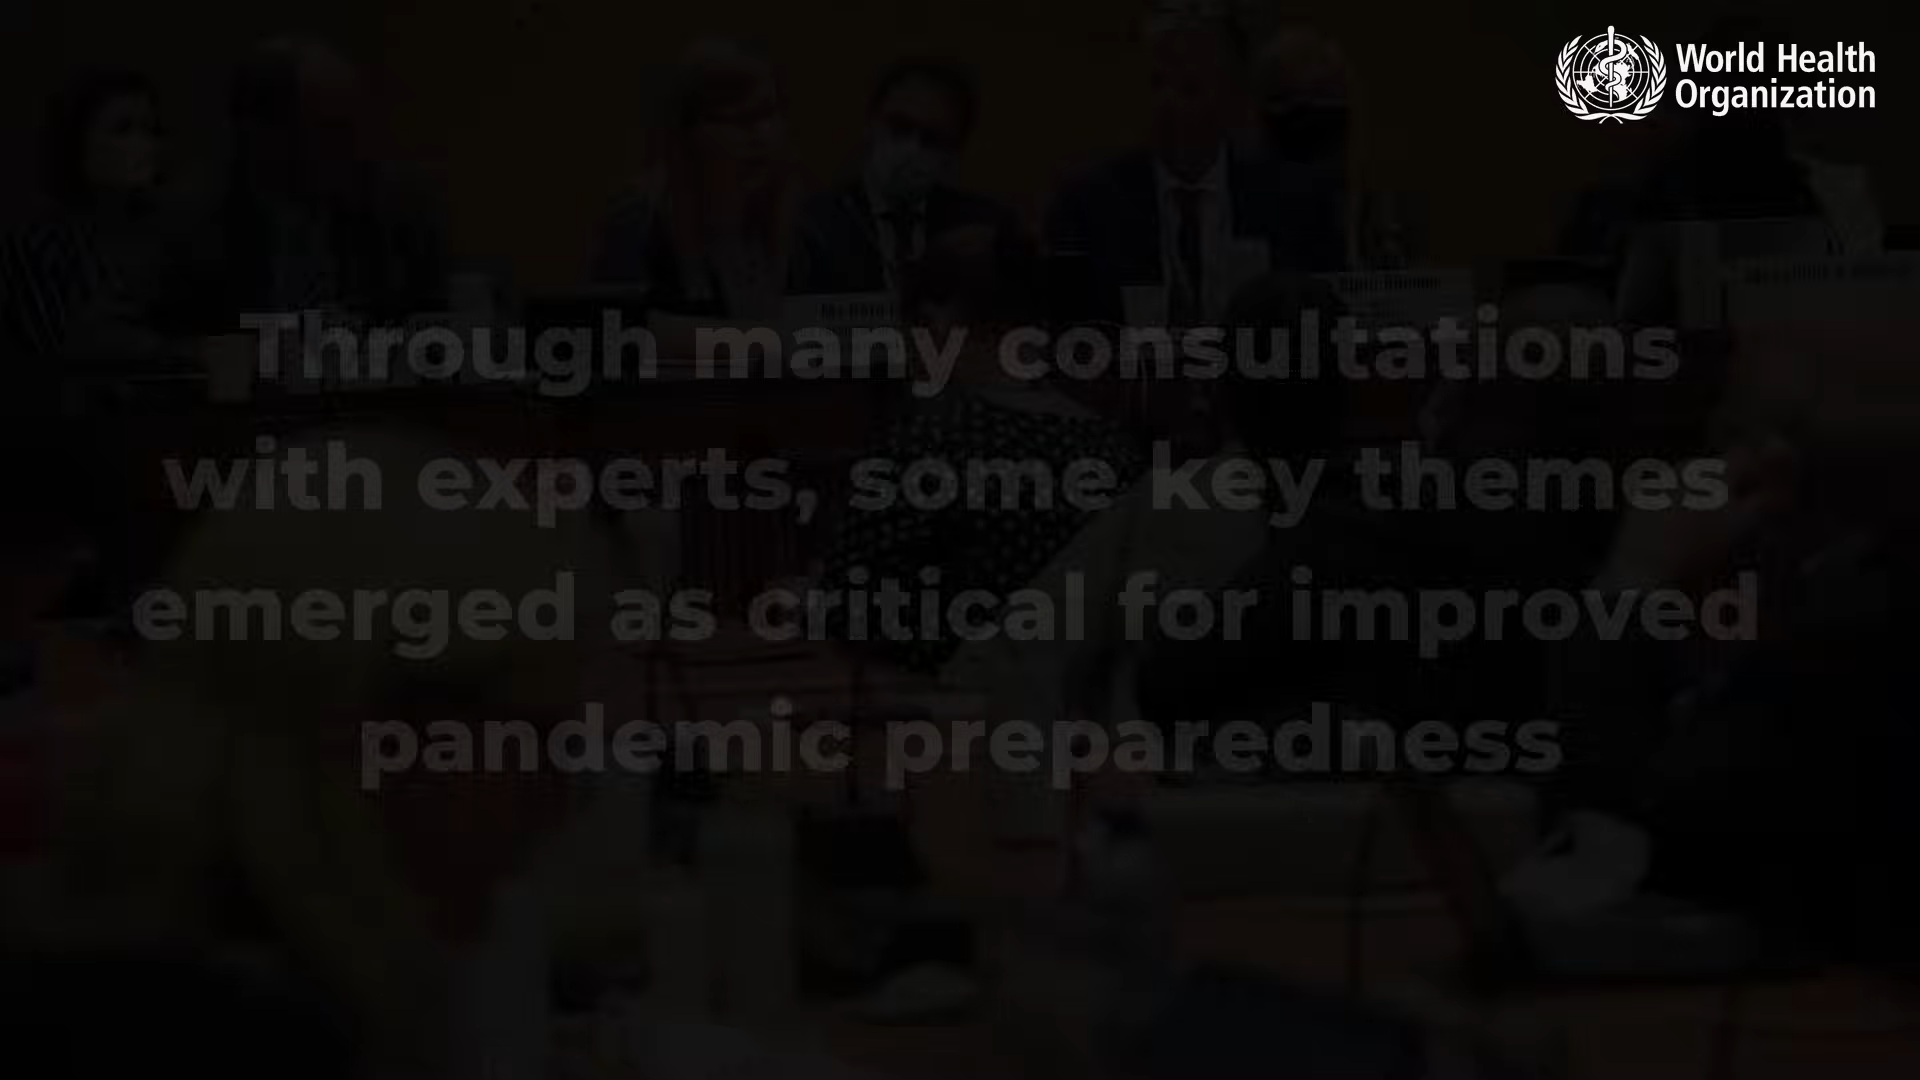 World Health
Organization
Through many consultations
with experts, some key themes
emerged as critical for improved
pandemic preparedness